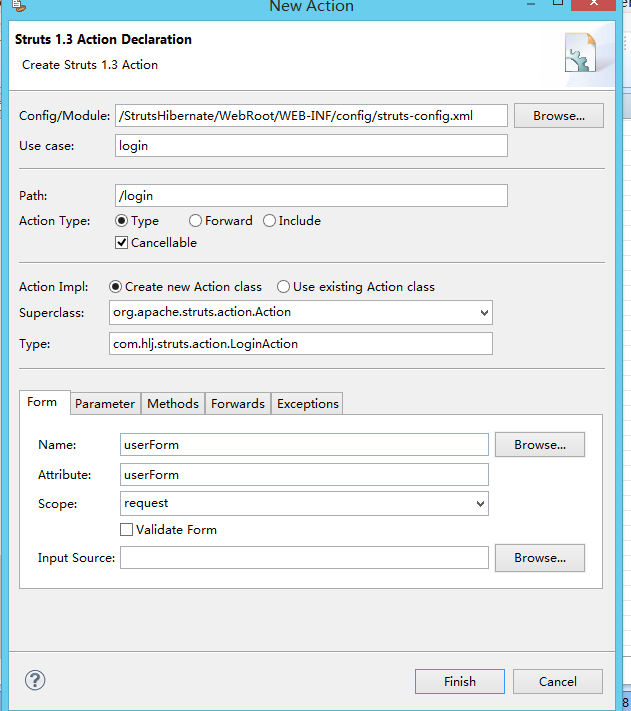 New Action
Struts 1.3 Action Declaration
Create Struts 1.3 Action
Config/Module: /StrutsHibernate/WebRoot/WEB-INF/config/struts-config.xml Browse...
Use case: login
Path: /login
Action Type: Type Forward Include
Cancellable
Action Impl: Create new Action class Use existing Action class
Superclass: org.apache.struts.action.Action
Type: com.hlj.struts.action.LoginAction
Form Parameter Methods Forwards Exceptions
Name: userForm Browse...
Attribute: userForm
Scope: request
Validate Form
Input Source: Browse...
? Finish Cancel
8